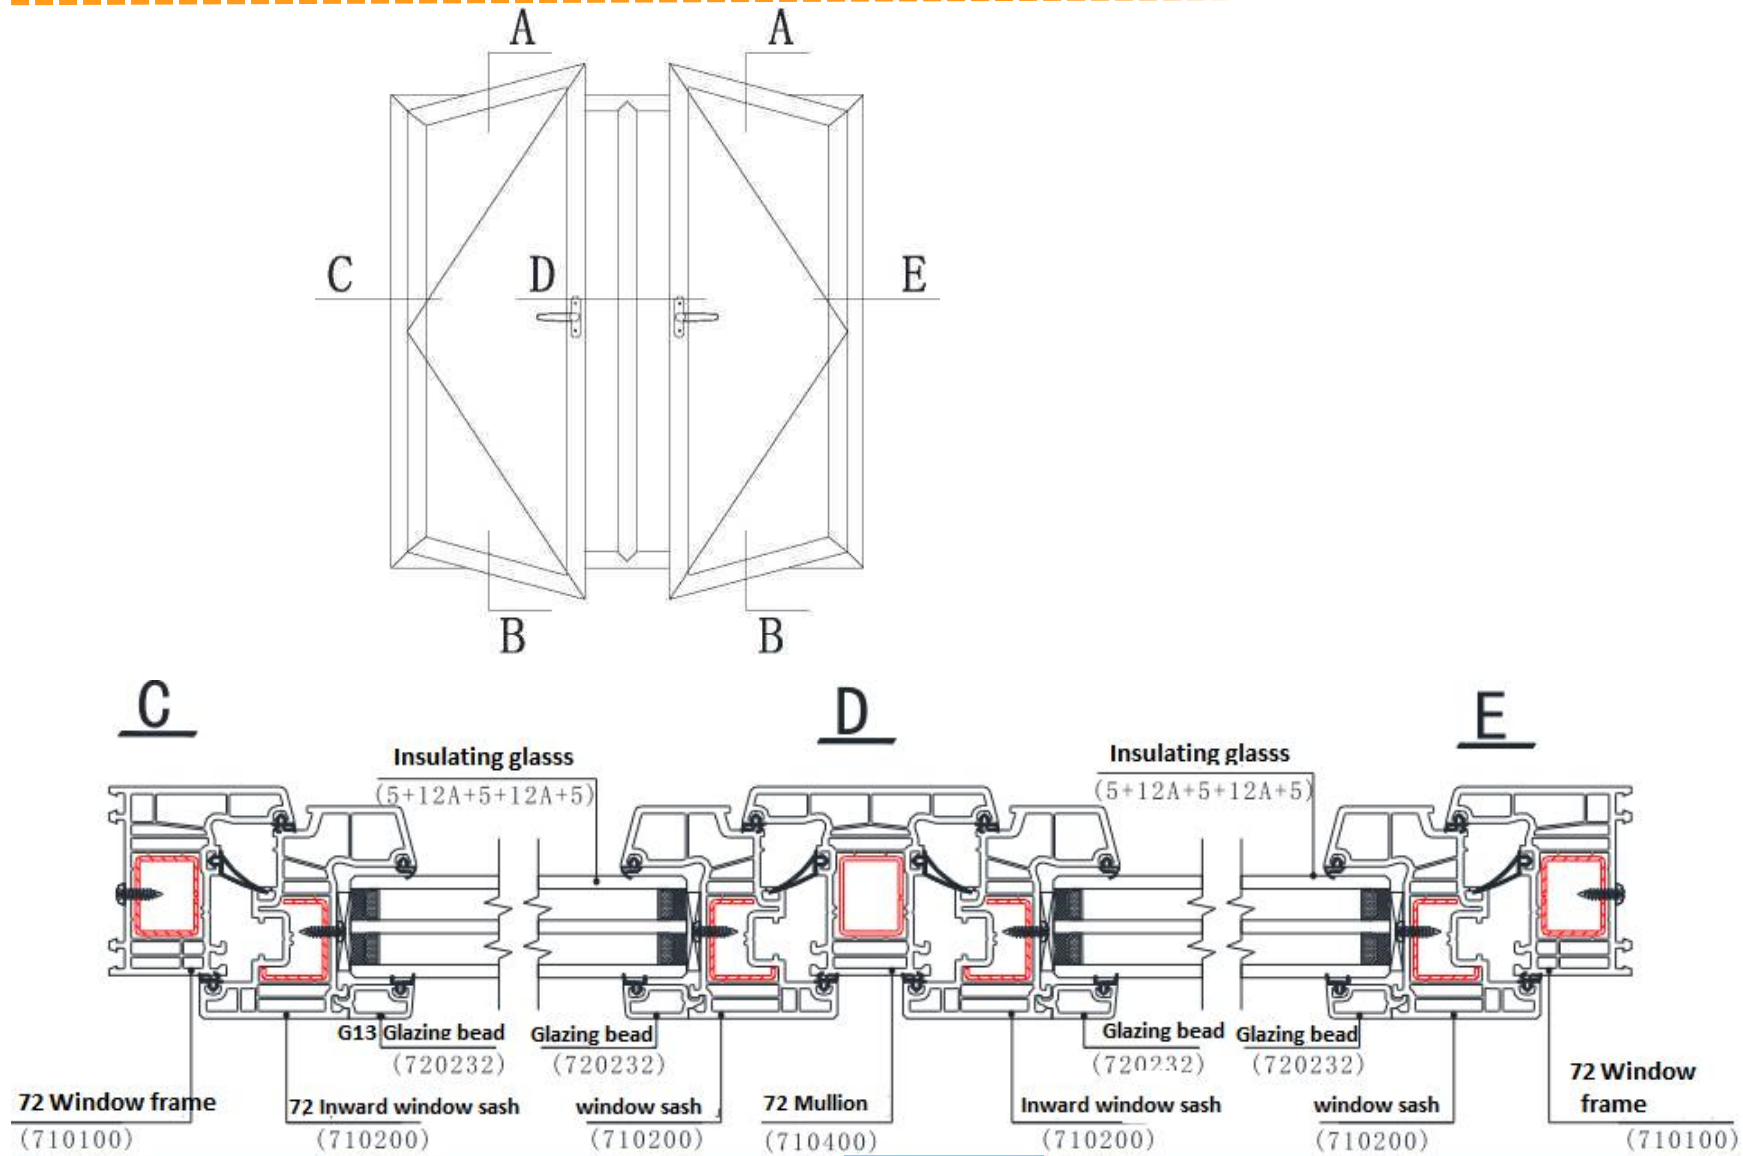 A A
C D E
B B
C D E
Insulating glasss
(5+12A+5+12A+5)
Insulating glasss
(5+12A+5+12A+5)
G13 Glazing bead
(720232)
Glazing bead
(720232)
Glazing bead
(720232)
Glazing bead
(720232)
72 Window frame
(710100)
72 Inward window sash
(710200)
window sash
(710200)
72 Mullion
(710400)
Inward window sash
(710200)
window sash
(710200)
72 Window
frame
(710100)